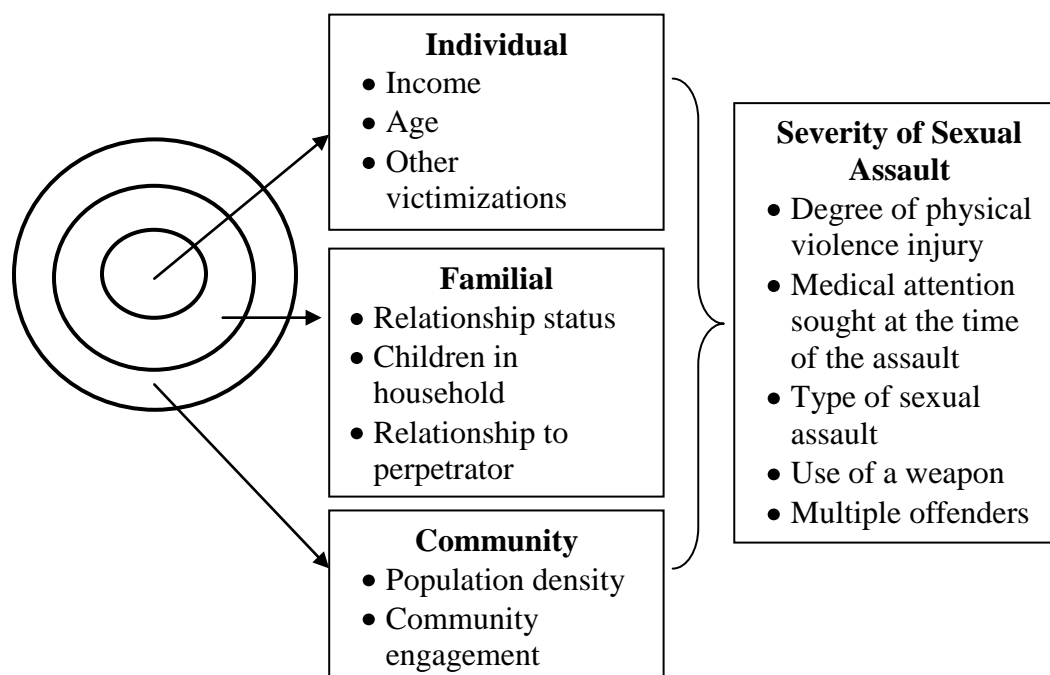 Individual
• Income
• Age
• Other
victimizations
Familial
• Relationship status
• Children in
household
• Relationship to
perpetrator
Community
• Population density
• Community
engagement
Severity of Sexual
Assault
• Degree of physical
violence injury
• Medical attention
sought at the time
of the assault
• Type of sexual
assault
• Use of a weapon
• Multiple offenders